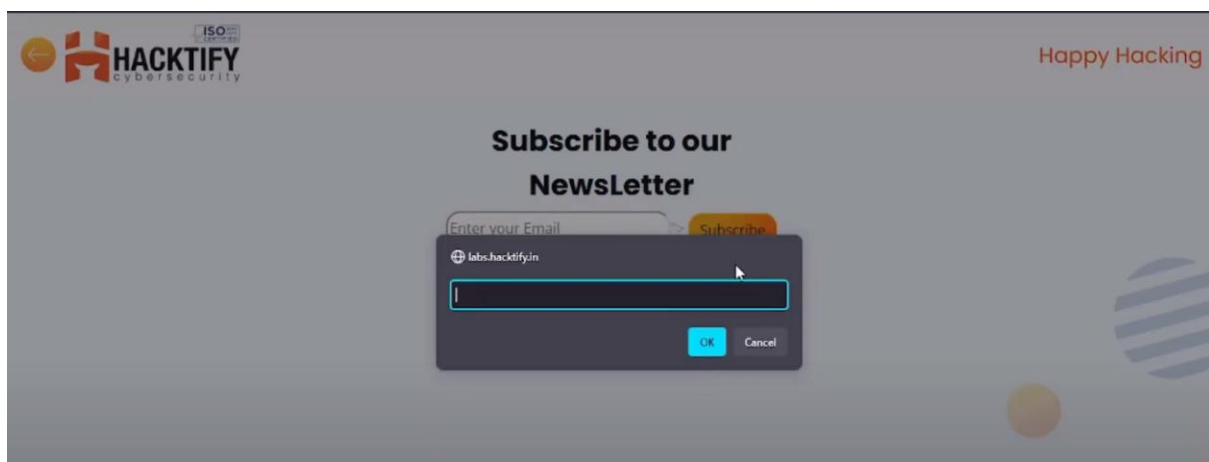 ISO
HACKTIFY
cybersecurity
Happy Hacking
Subscribe to our
NewsLetter
Enter your Email
Subscribe
labs.hacktify.in
OK
Cancel